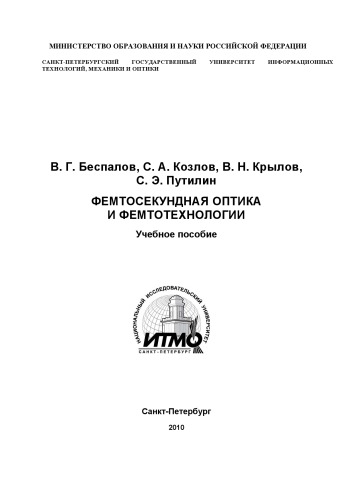 МИНИСТЕРСТВО ОБРАЗОВАНИЯ И НАУКИ РОССИЙСКОЙ ФЕДЕРАЦИИ
САНКТ-ПЕТЕРБУРГСКИЙ ГОСУДАРСТВЕННЫЙ УНИВЕРСИТЕТ ИНФОРМАЦИОННЫХ
ТЕХНОЛОГИЙ, МЕХАНИКИ И ОПТИКИ
В. Г. Беспалов, С. А. Козлов, В. Н. Крылов,
С. Э. Путилин
ФЕМТОСЕКУНДНАЯ ОПТИКА
И ФЕМТОТЕХНОЛОГИИ
Учебное пособие
НАЦИОНАЛЬНЫЙ ИССЛЕДОВАТЕЛЬСКИЙ УНИВЕРСИТЕТ
ИТМО
САНКТ-ПЕТЕРБУРГ
Санкт-Петербург
2010